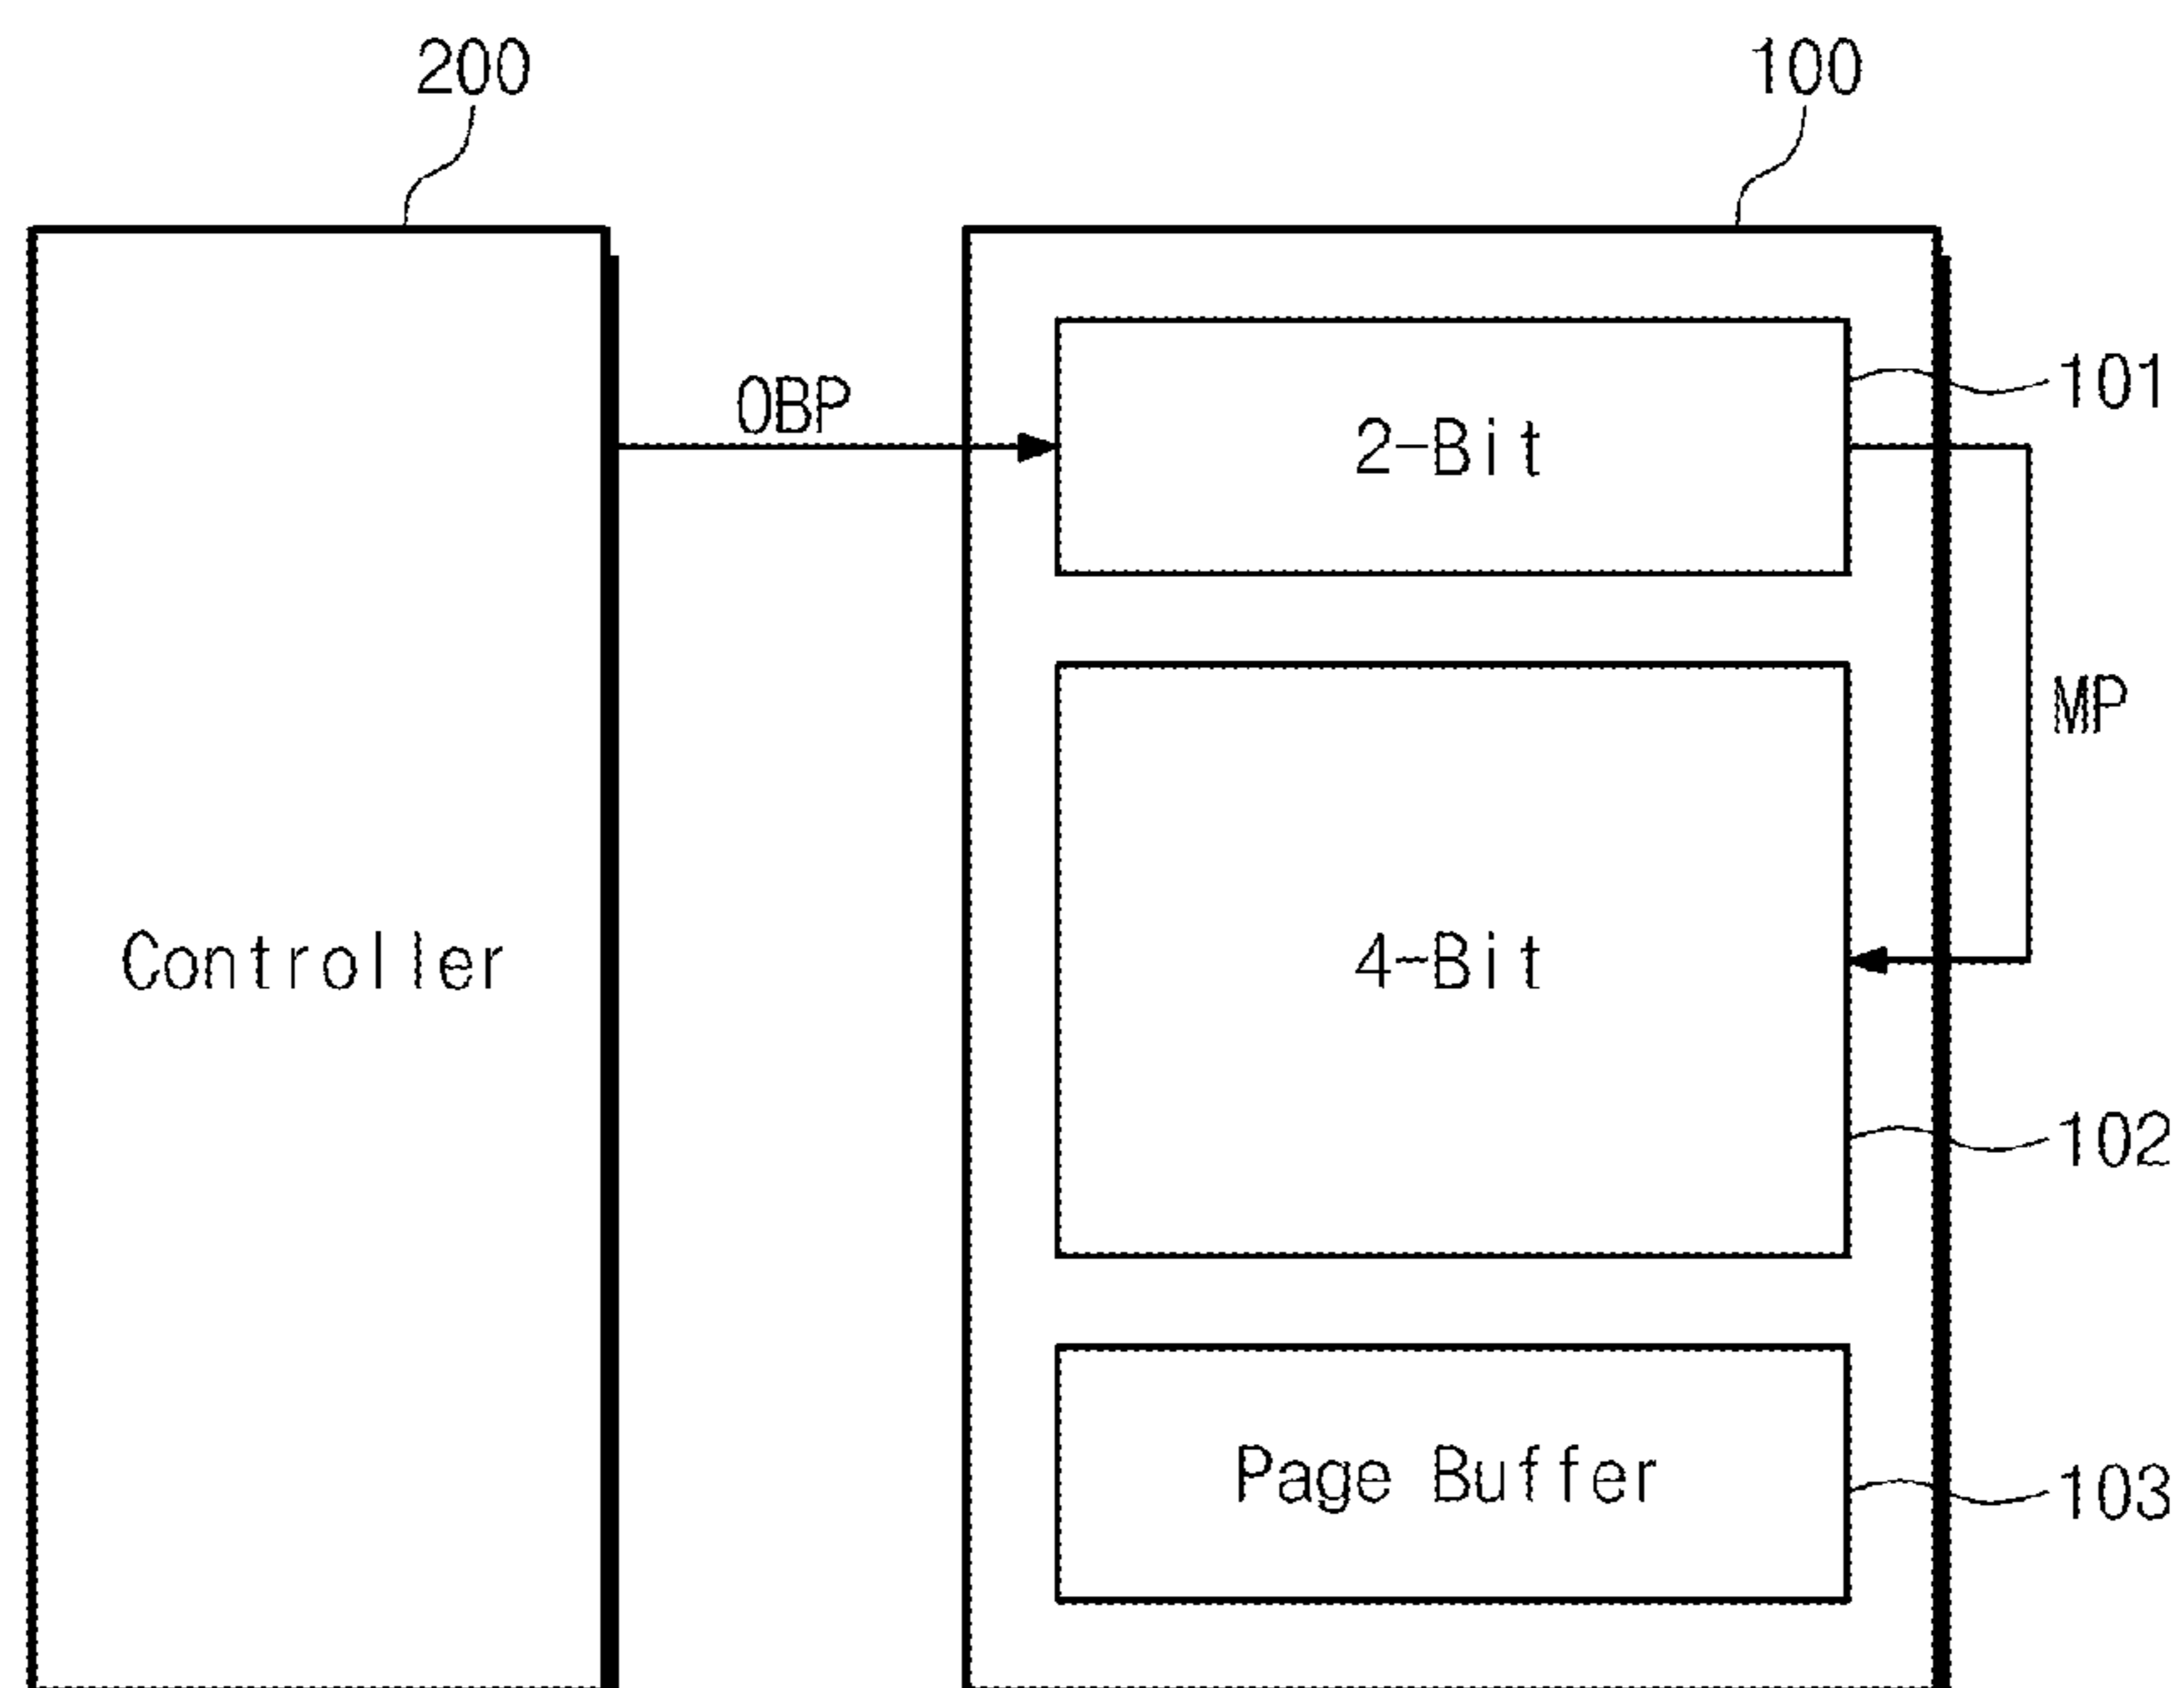 200
100
101
OBP
2-Bit
MP
Controller
4-Bit
102
Page Buffer
103